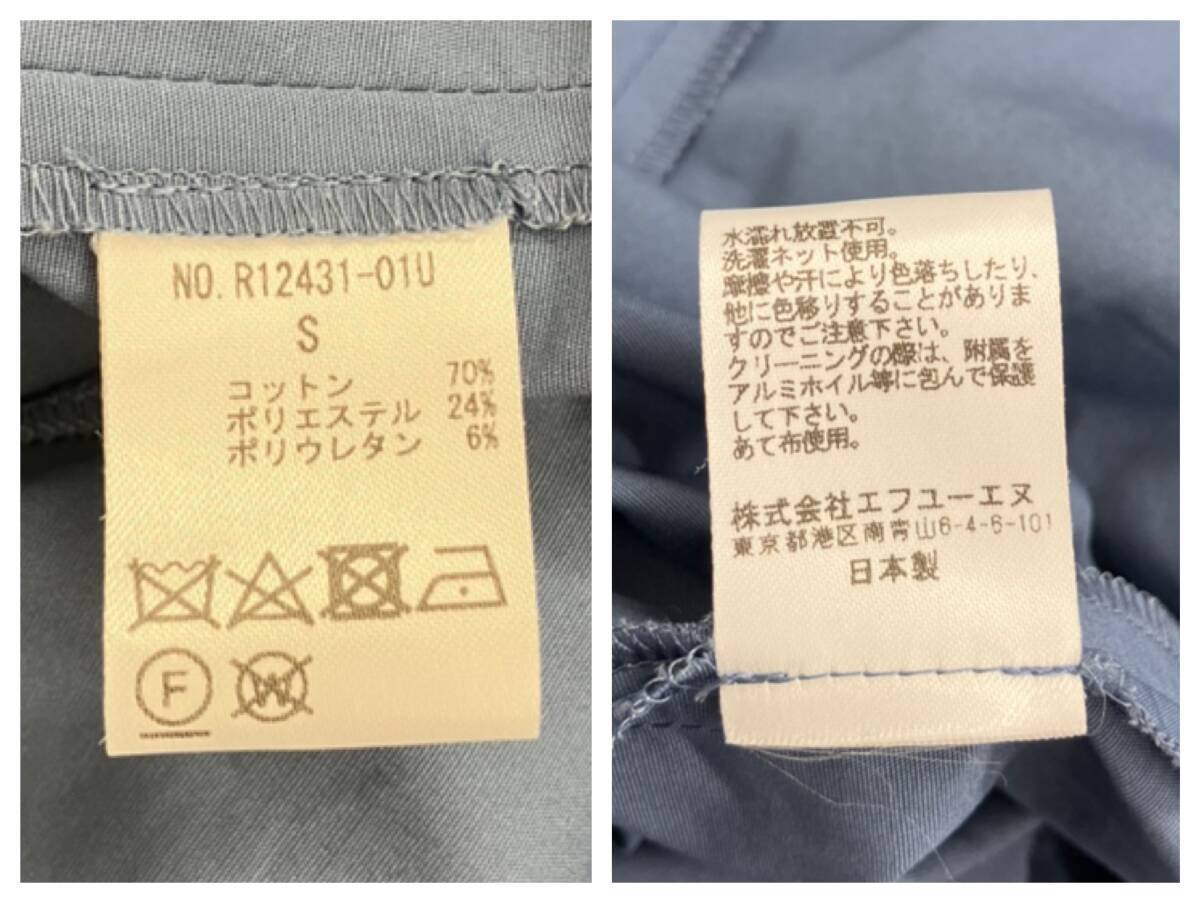 NO. R12431-01U
S
コットン 70%
ポリエステル 24%
ポリウレタン 6%
F
W
水濡れ放置不可。
洗濯ネット使用。
摩擦や汗により色落ちしたり、
他に色移りすることがありま
すのでご注意下さい。
クリーニングの際は、附属を
アルミホイル等に包んで保護
して下さい。
あて布使用。
株式会社エフユーエヌ
東京都港区南青山6-4-6-101
日本製